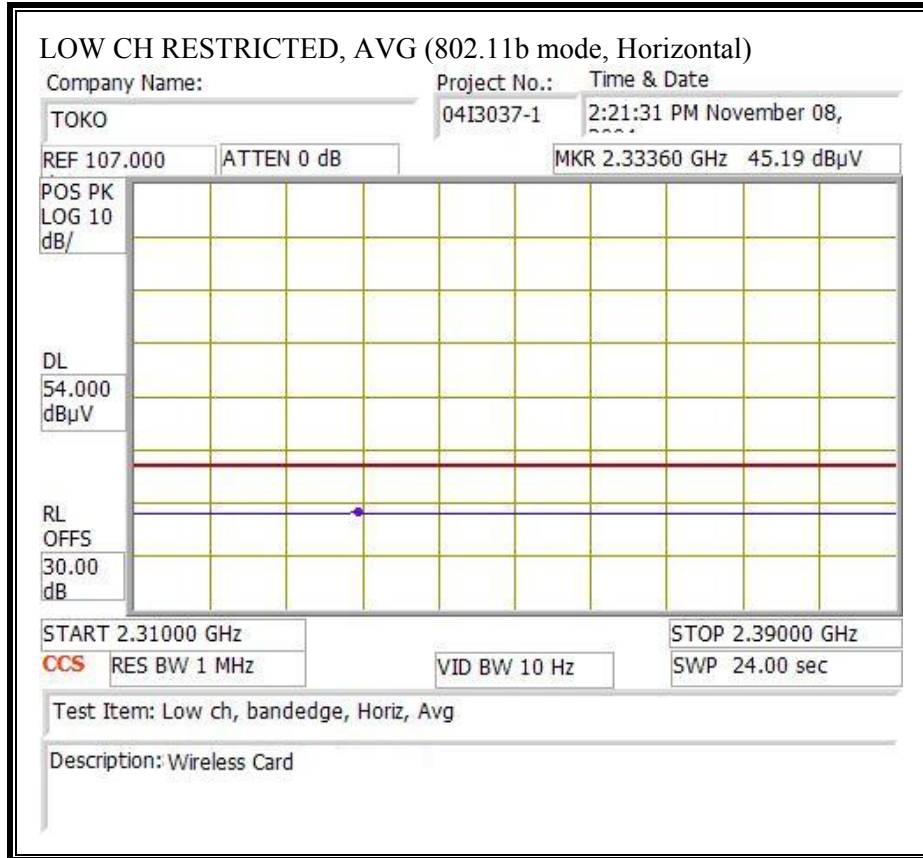 LOW CH RESTRICTED, AVG (802.11b mode, Horizontal)
Company Name:
Project No.:
Time & Date
TOKO
04I3037-1
2:21:31 PM November 08,
REF 107.000
ATTEN 0 dB
MKR 2.33360 GHz 45.19 dBµV
POS PK
LOG 10
dB/
DL
54.000
dBµV
RL
OFFS
30.00
dB
START 2.31000 GHz
STOP 2.39000 GHz
CCS
RES BW 1 MHz
VID BW 10 Hz
SWP 24.00 sec
Test Item: Low ch, bandedge, Horiz, Avg
Description: Wireless Card